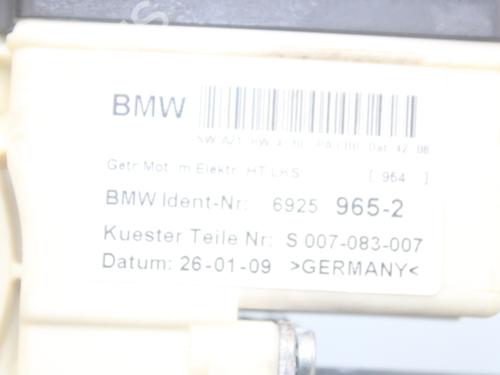 BMW
Getr.Mot. m.Elektr. HT LKS [ 964 ]
BMW Ident-Nr: 6925 965-2
Kuester Teile Nr: S 007-083-007
Datum: 26-01-09 >GERMANY<